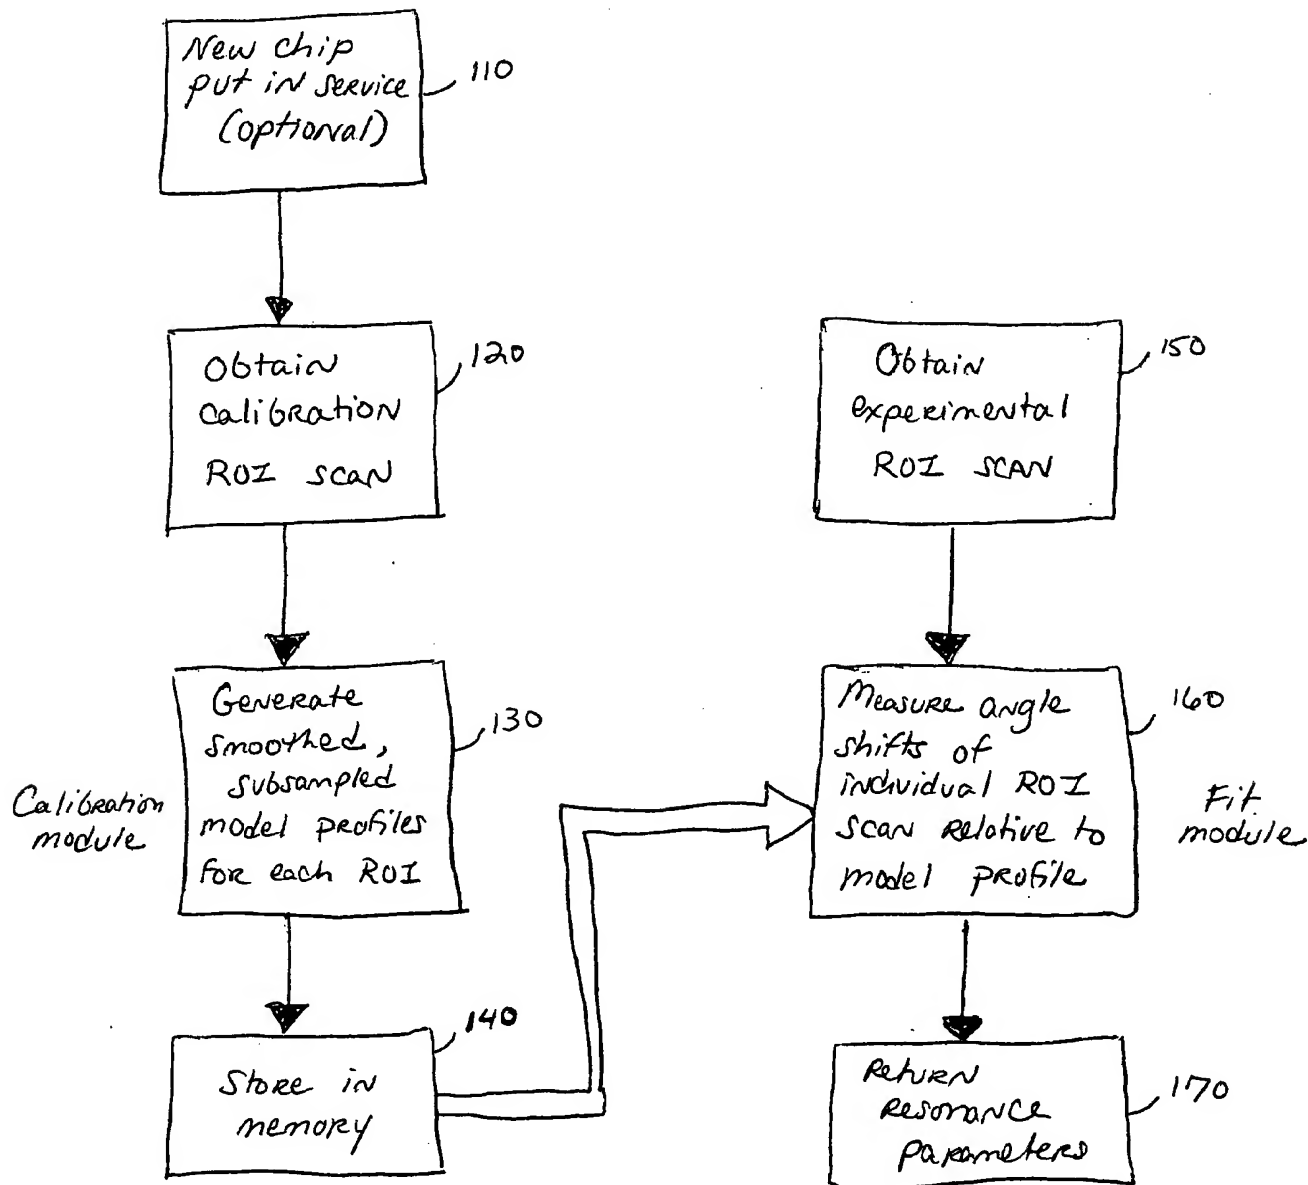 New chip
put in service
(optional)
110
Obtain
calibration
ROI scan
120
Generate
smoothed,
subsampled
model profiles
for each ROI
130
Calibration
module
Store in
memory
140
Obtain
experimental
ROI scan
150
Measure angle
shifts of
individual ROI
scan relative to
model profile
160
Fit
module
Return
resonance
parameters
170